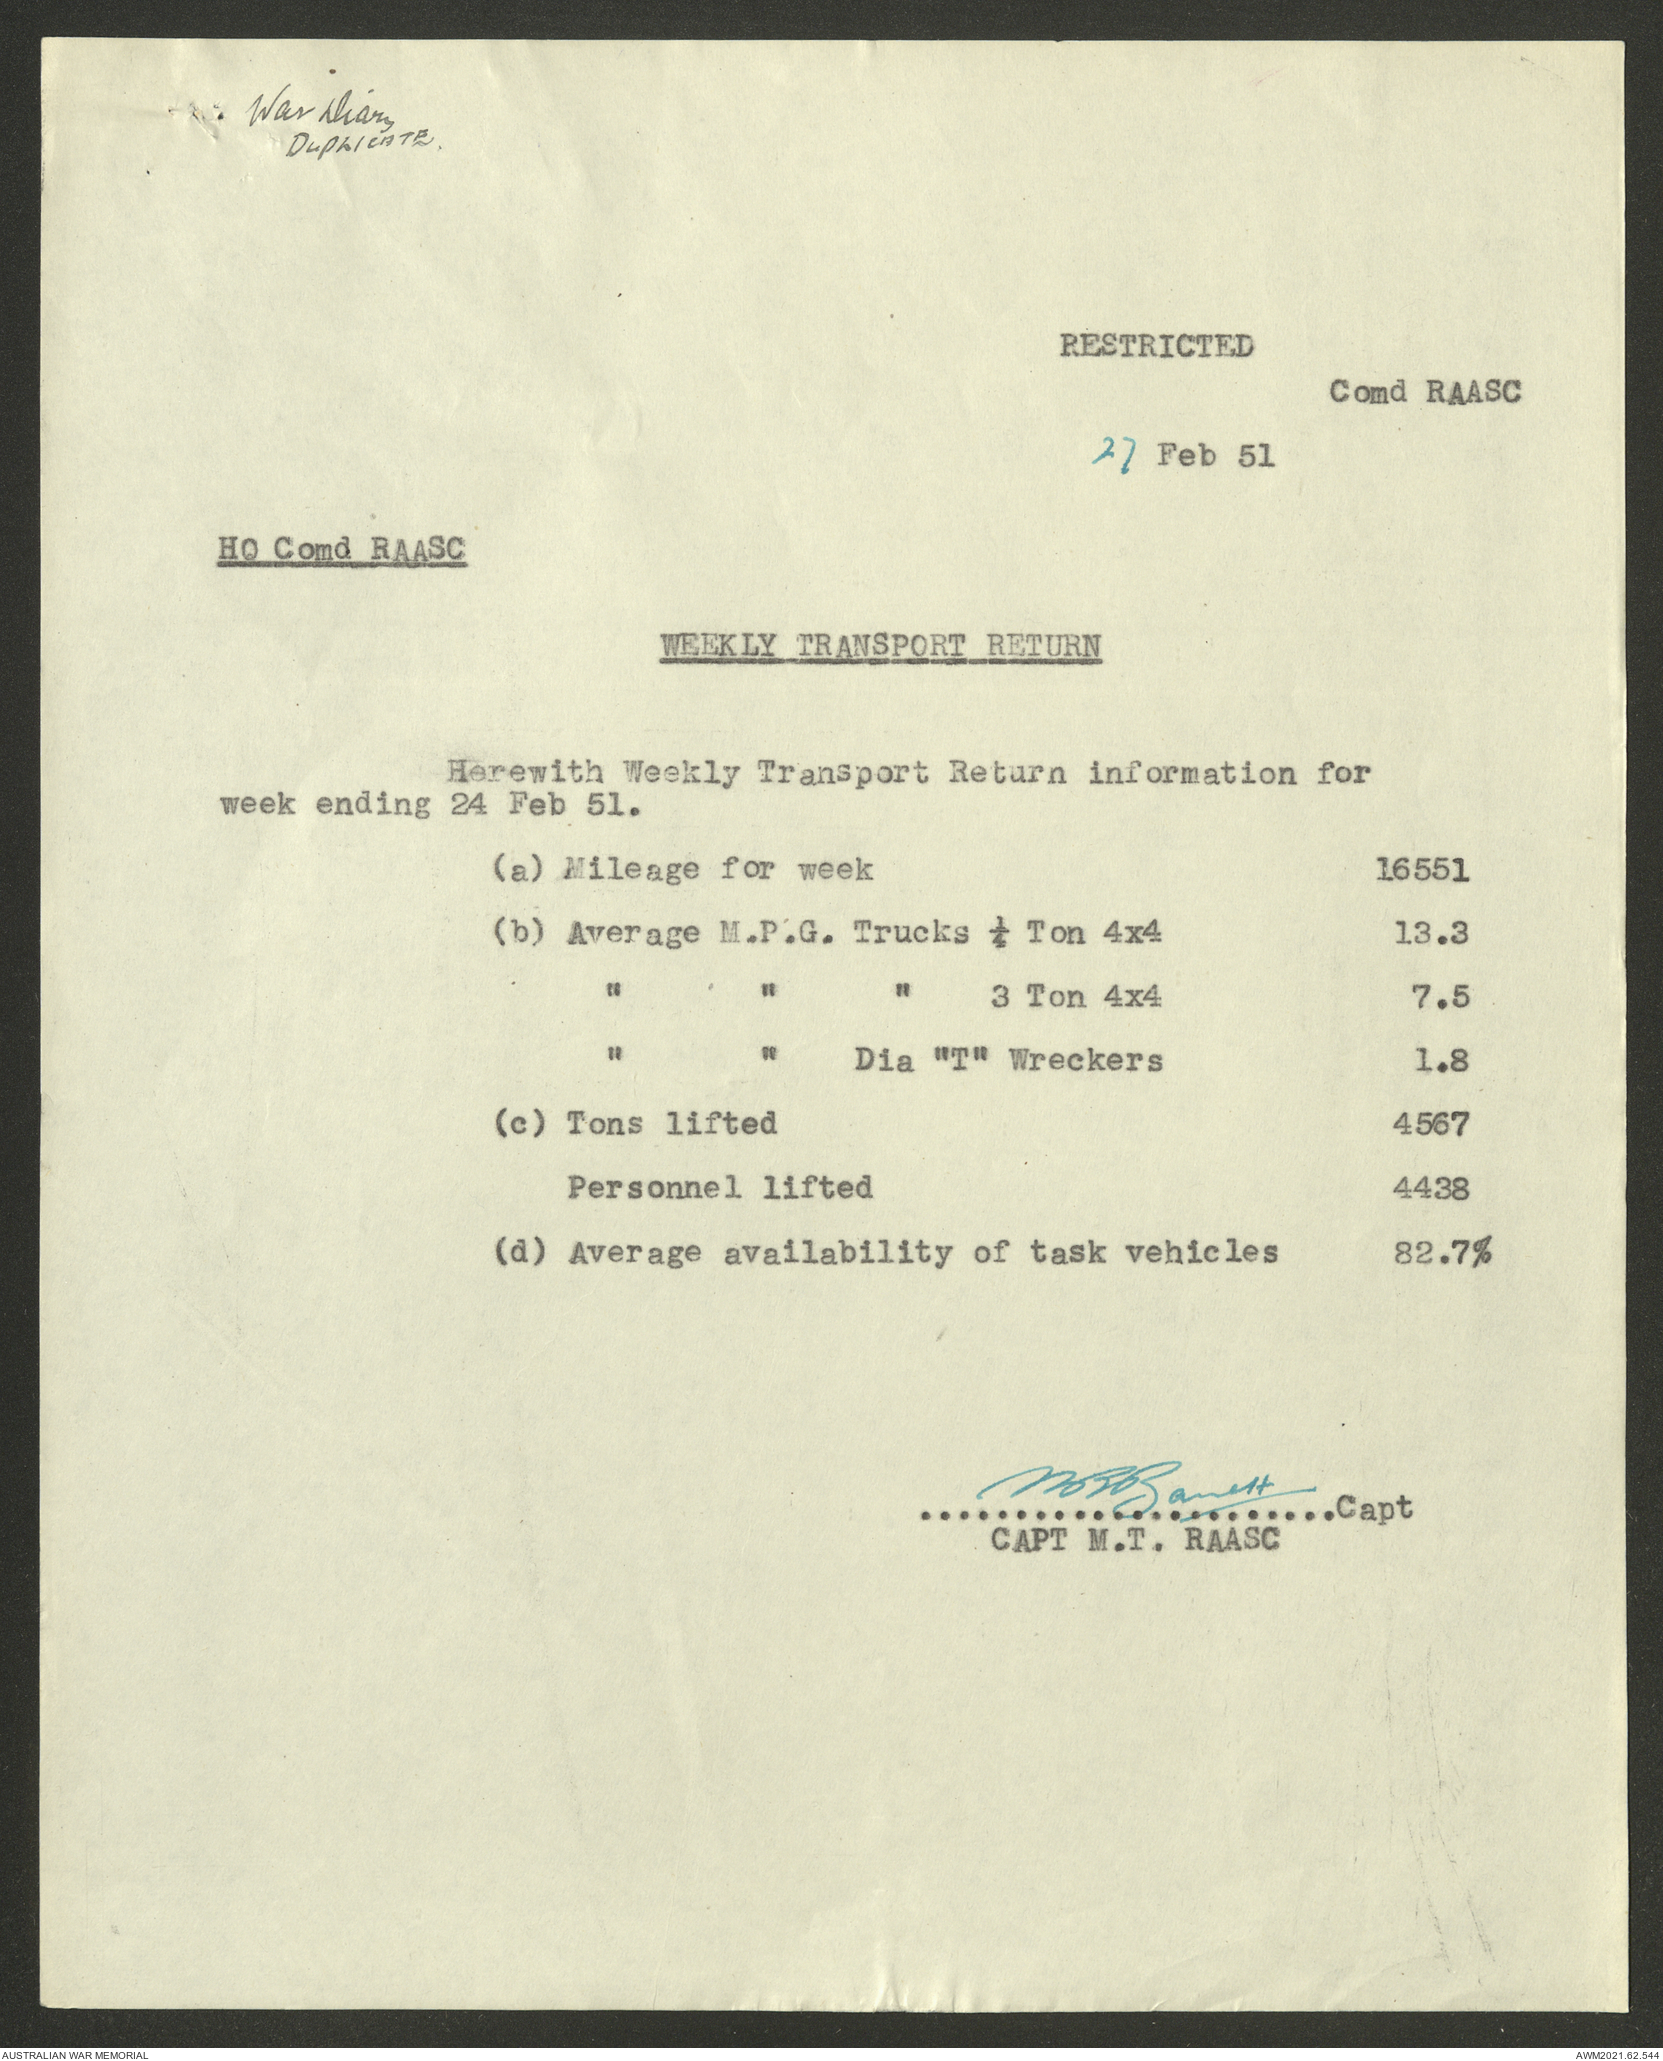 War Diary
DUPLICATE.
RESTRICTED
Comd RAASC
27 Feb 51
HQ Comd RAASC
WEEKLY TRANSPORT RETURN
Herewith Weekly Transport Return information for
week ending 24 Feb 51.
(a) Mileage for week 16551
(b) Average M.P.G. Trucks ¼ Ton 4x4 13.3
" " " 3 Ton 4x4 7.5
" " Dia "T" Wreckers 1.8
(c) Tons lifted 4567
Personnel lifted 4438
(d) Average availability of task vehicles 82.7%
......................Capt
CAPT M.T. RAASC
AUSTRALIAN WAR MEMORIAL AWM2021.62.544